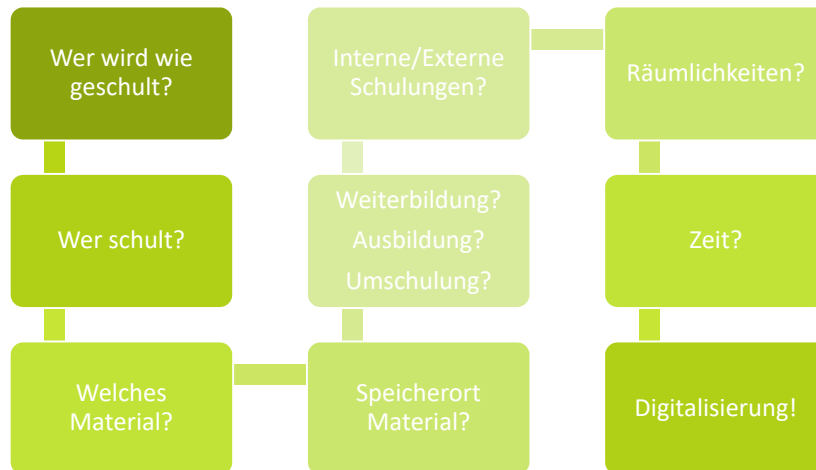 Wer wird wie
geschult?
Wer schult?
Welches
Material?
Speicherort
Material?
Weiterbildung?
Ausbildung?
Umschulung?
Interne/Externe
Schulungen?
Räumlichkeiten?
Zeit?
Digitalisierung!